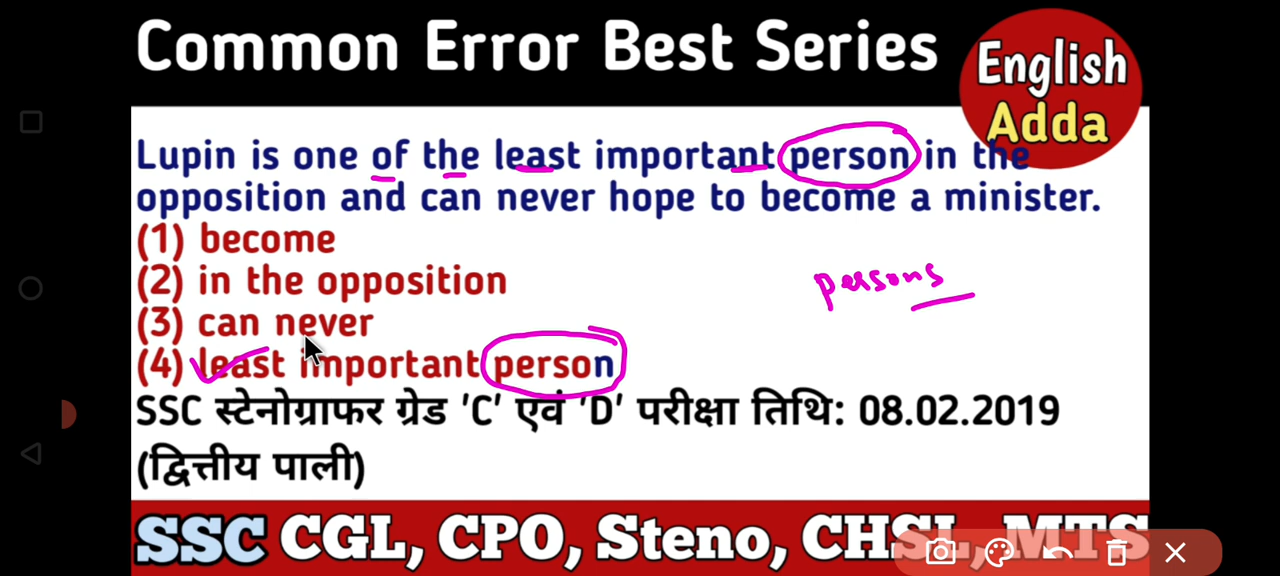 Common Error Best Series
English
Adda
Lupin is one of the least important person in the
opposition and can never hope to become a minister.
(1) become
(2) in the opposition
persons
(3) can never
(4) least important person
SSC स्टेनोग्राफर ग्रेड 'C' एवं 'D' परीक्षा तिथि: 08.02.2019
(द्वित्तीय पाली)
SSC CGL, CPO, Steno, CHSL, MTS